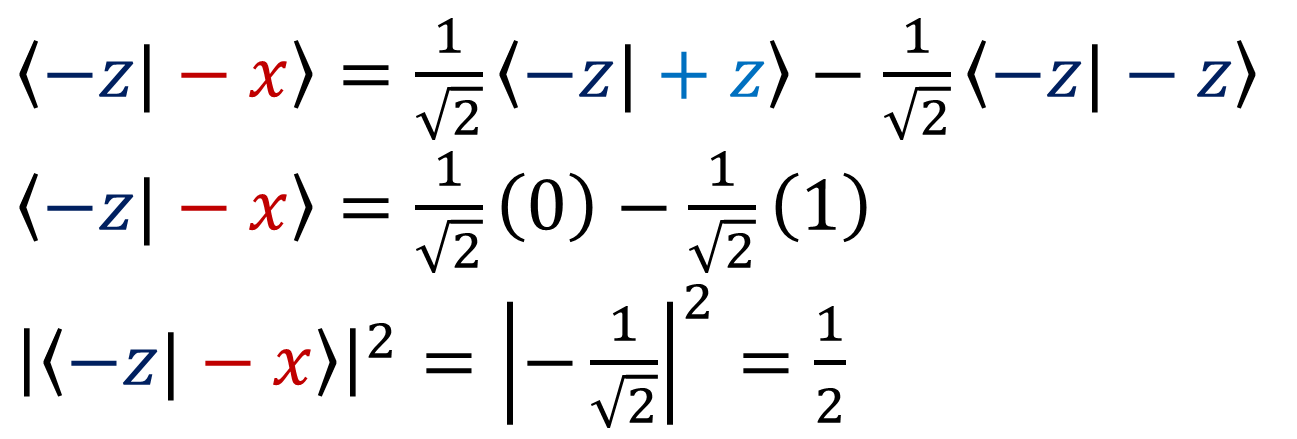 ⟨−z|−x⟩ = 1/√2 ⟨−z|+z⟩ − 1/√2 ⟨−z|−z⟩
⟨−z|−x⟩ = 1/√2 (0) − 1/√2 (1)
|⟨−z|−x⟩|² = |−1/√2|² = 1/2